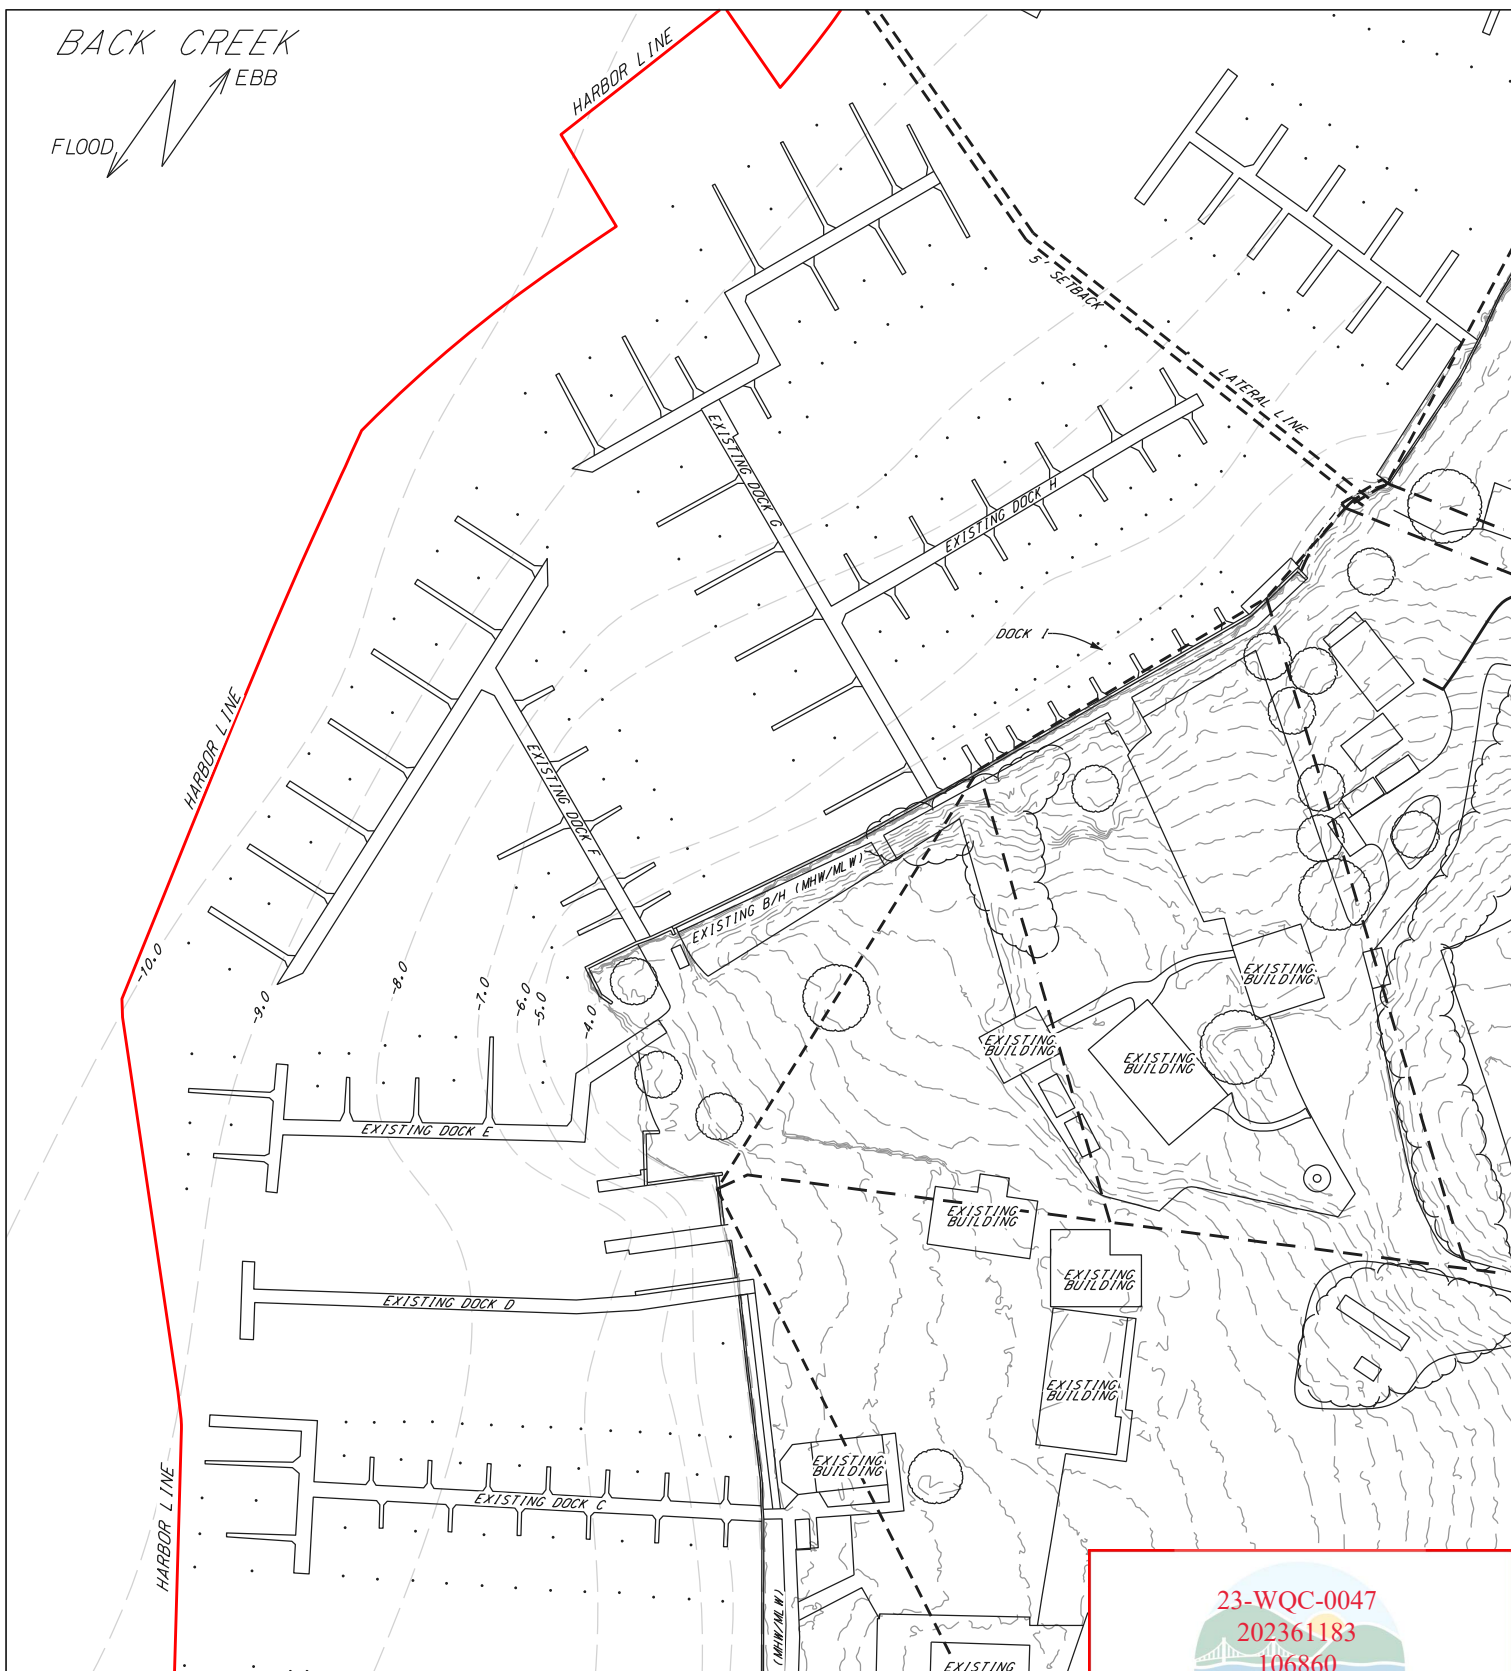 BACK CREEK
EBB
FLOOD
HARBOR LINE
5' SETBACK
LATERAL LINE
EXISTING DOCK G
EXISTING DOCK H
DOCK I
HARBOR LINE
EXISTING DOCK F
EXISTING B/H (MHW/MLW)
-10.0
-9.0
-8.0
-7.0
-6.0
-5.0
-4.0
EXISTING
BUILDING
EXISTING
BUILDING
EXISTING
BUILDING
EXISTING DOCK E
EXISTING
BUILDING
EXISTING
BUILDING
EXISTING DOCK D
EXISTING
BUILDING
EXISTING
BUILDING
EXISTING DOCK C
HARBOR LINE
(MHW/MLW)
EXISTING
23-WQC-0047
202361183
106860